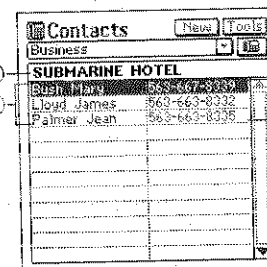 Contacts New Tools
Business
SUBMARINE HOTEL
Bush Mary
Lloyd James 563-663-8332
Palmer Jean 563-663-8335